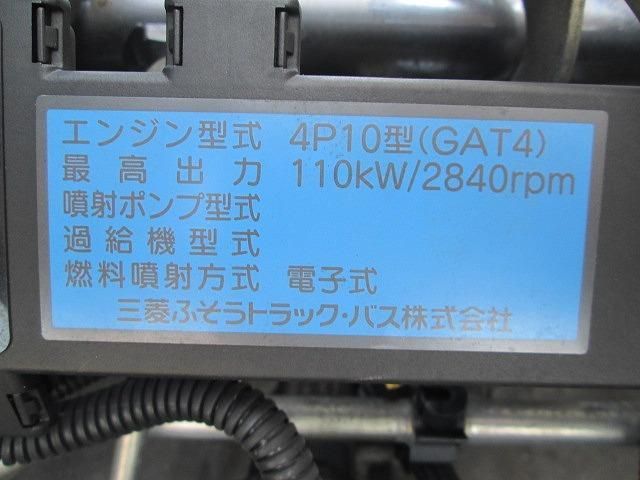 エンジン型式 4P10型(GAT4)
最高出力 110kW/2840rpm
噴射ポンプ型式
過給機型式
燃料噴射方式 電子式
三菱ふそうトラック・バス株式会社